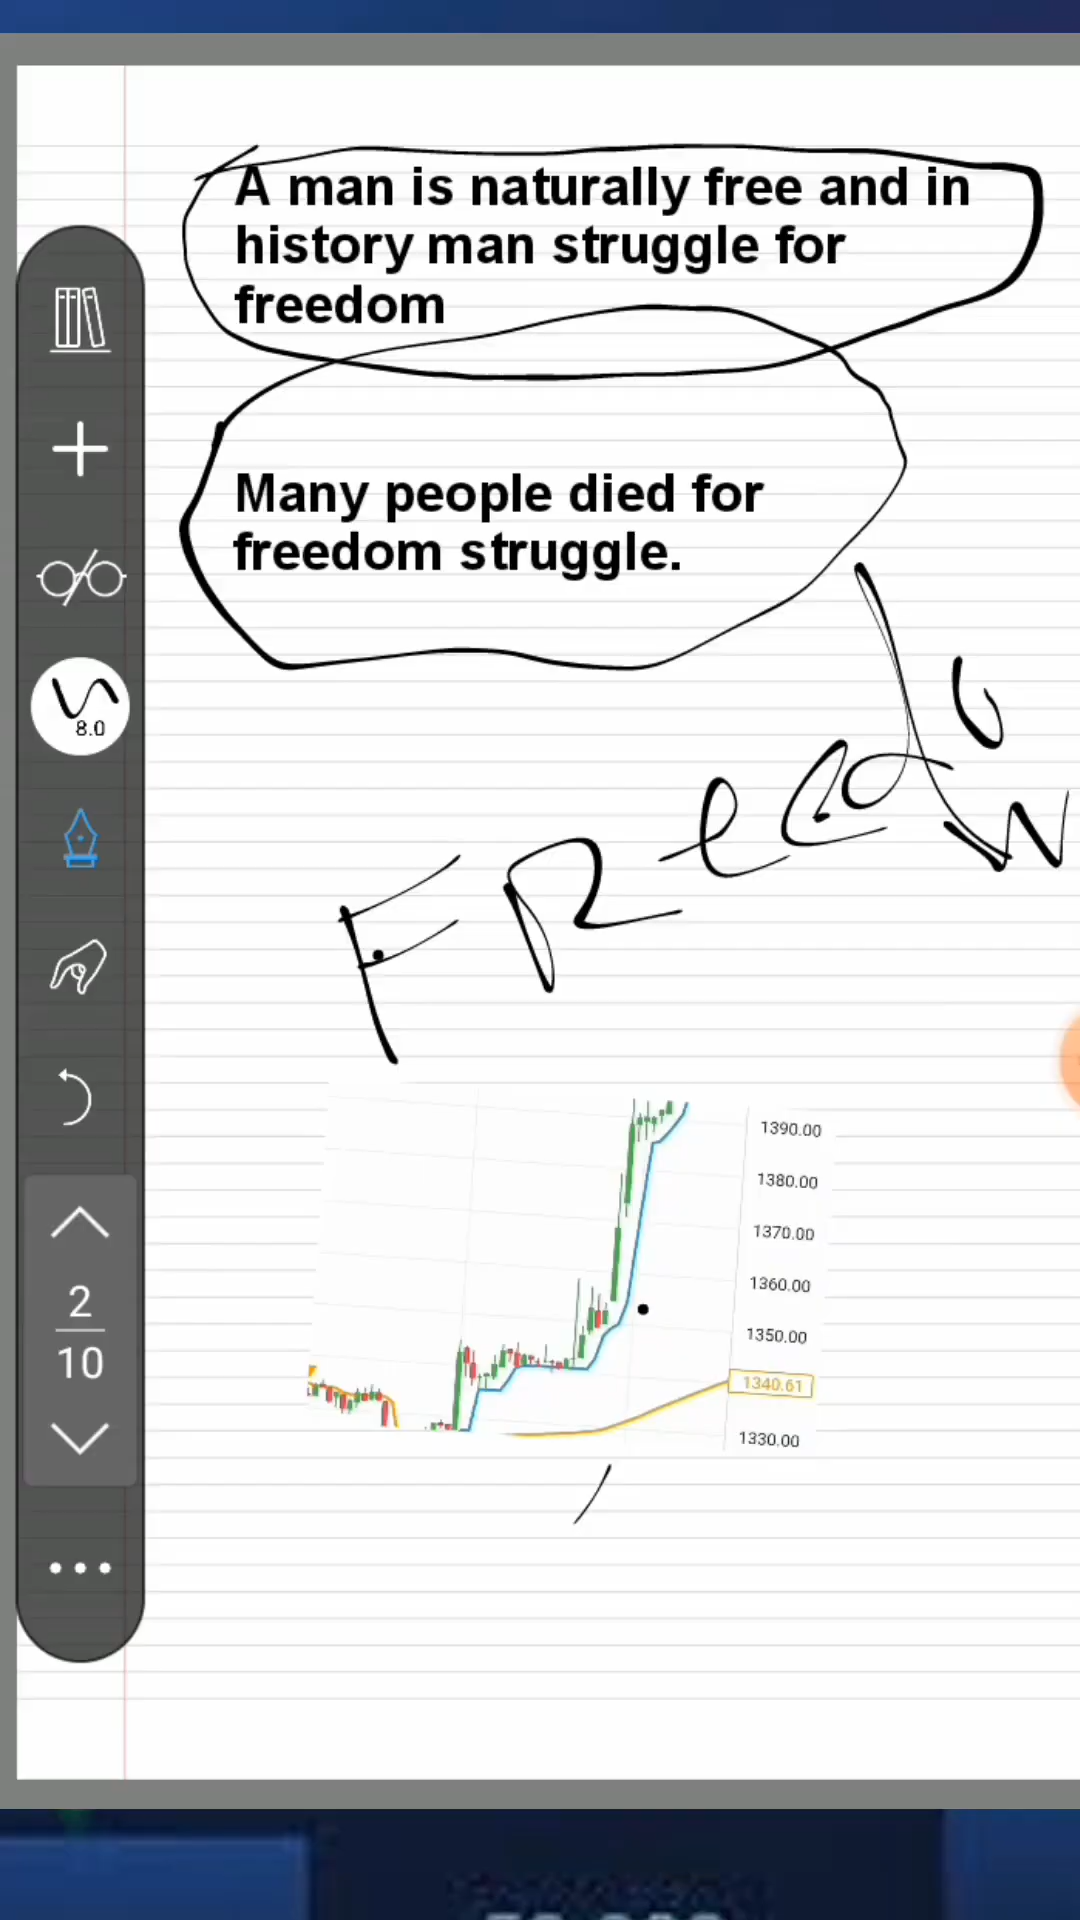 A man is naturally free and in
history man struggle for
freedom
Many people died for
freedom struggle.
8.0
FReedo
1390.00
1380.00
1370.00
1360.00
1350.00
1340.61
1330.00
2
10